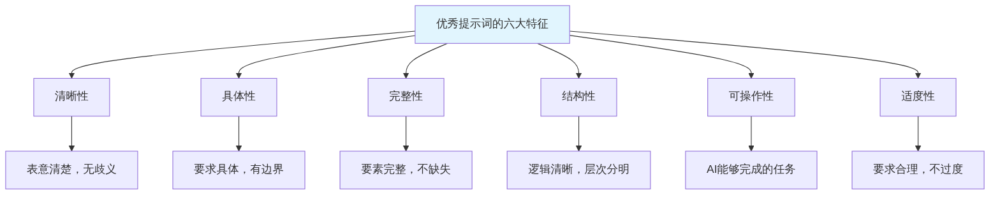 优秀提示词的六大特征
清晰性
具体性
完整性
结构性
可操作性
适度性
表意清楚，无歧义
要求具体，有边界
要素完整，不缺失
逻辑清晰，层次分明
AI能够完成的任务
要求合理，不过度